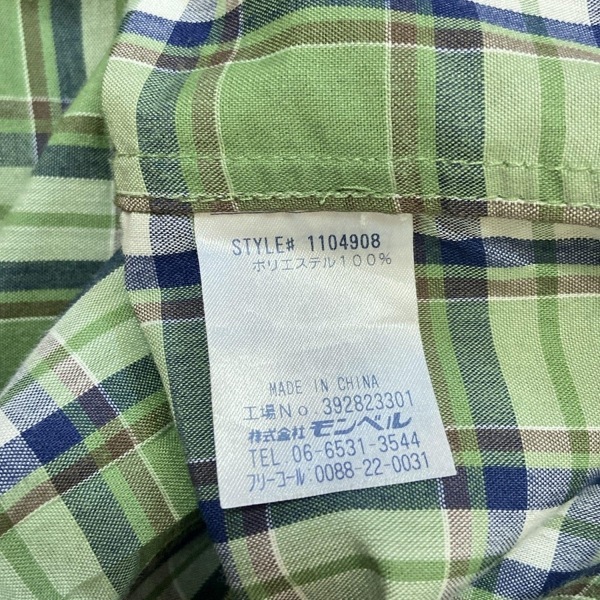 STYLE# 1104908
ポリエステル100%
MADE IN CHINA
工場No.392823301
株式会社 モンベル
TEL 06-6531-3544
フリーコール:0088-22-0031